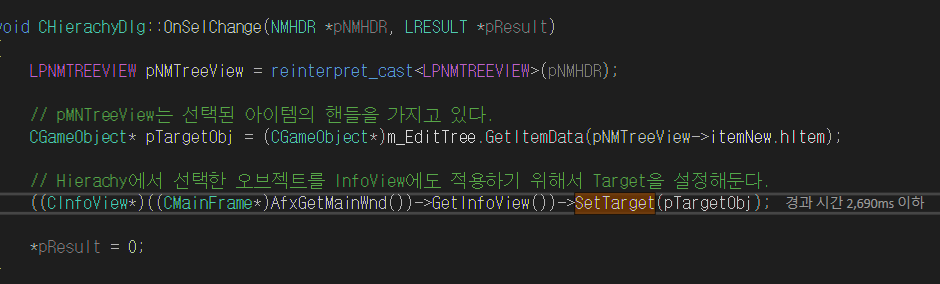 void CHierachyDlg::OnSelChange(NMHDR *pNMHDR, LRESULT *pResult)
LPNMTREEVIEW pNMTreeView = reinterpret_cast<LPNMTREEVIEW>(pNMHDR);
// pMNTreeView는 선택된 아이템의 핸들을 가지고 있다.
CGameObject* pTargetObj = (CGameObject*)m_EditTree.GetItemData(pNMTreeView->itemNew.hItem);
// Hierachy에서 선택한 오브젝트를 InfoView에도 적용하기 위해서 Target을 설정해둔다.
((CInfoView*)((CMainFrame*)AfxGetMainWnd())->GetInfoView())->SetTarget(pTargetObj); 경과 시간 2,690ms 이하
*pResult = 0;